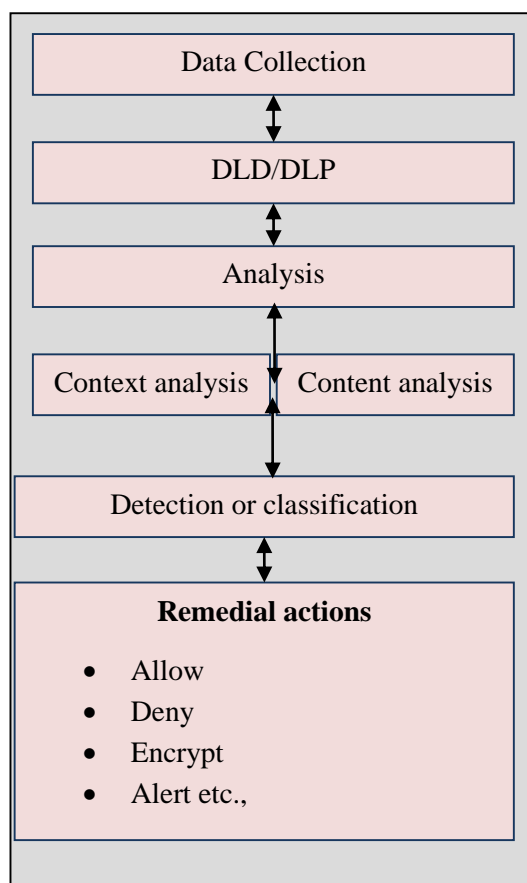 Data Collection
DLD/DLP
Analysis
Context analysis
Content analysis
Detection or classification
Remedial actions
• Allow
• Deny
• Encrypt
• Alert etc.,